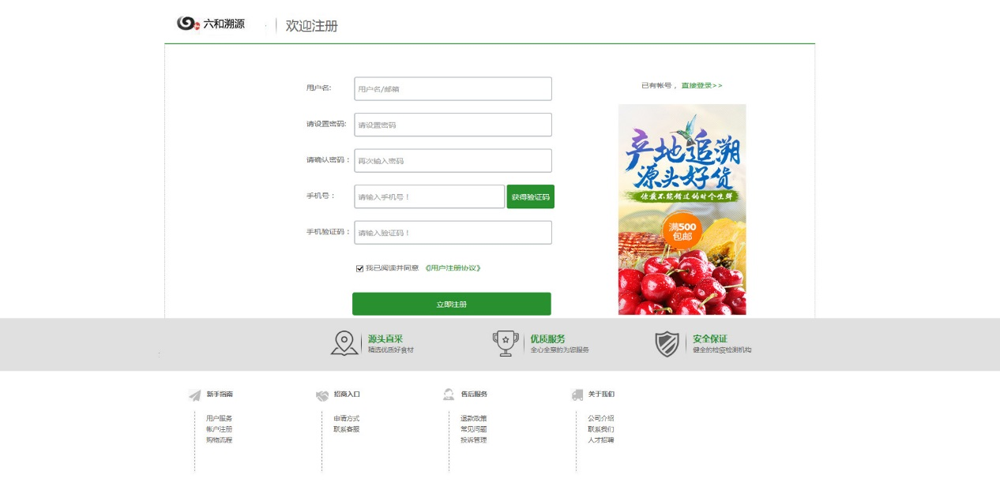 六和溯源
欢迎注册
用户名:
用户名/邮箱
已有帐号， 直接登录>>
请设置密码:
请设置密码
请确认密码：
再次输入密码
手机号：
请输入手机号！
获得验证码
手机验证码：
请输入验证码！
我已阅读并同意 《用户注册协议》
立即注册
产地追溯
源头好货
你最不能错过的时令生鲜
满500
包邮
源头直采
精选优质好食材
优质服务
全心全意的为您服务
安全保证
健全的检疫检测机构
新手指南
用户服务
帐户注册
购物流程
招商入口
申请方式
联系客服
售后服务
退款政策
常见问题
投诉管理
关于我们
公司介绍
联系我们
人才招聘